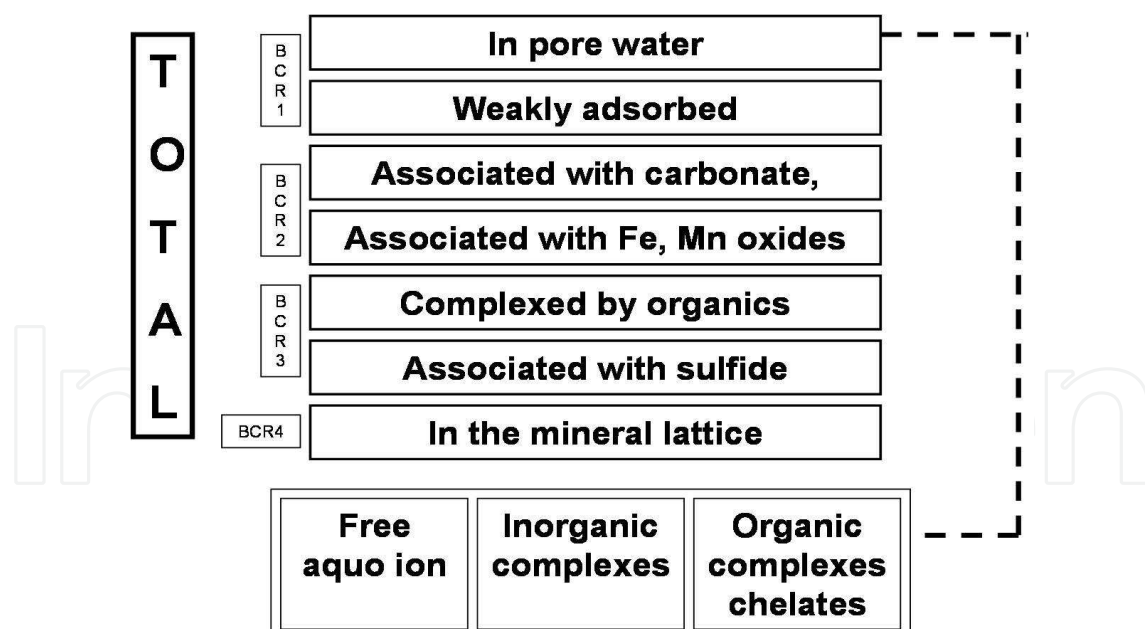 TOTAL
BCR1
In pore water
Weakly adsorbed
BCR2
Associated with carbonate,
Associated with Fe, Mn oxides
BCR3
Complexed by organics
Associated with sulfide
BCR4
In the mineral lattice
Free
aquo ion
Inorganic
complexes
Organic
complexes
chelates